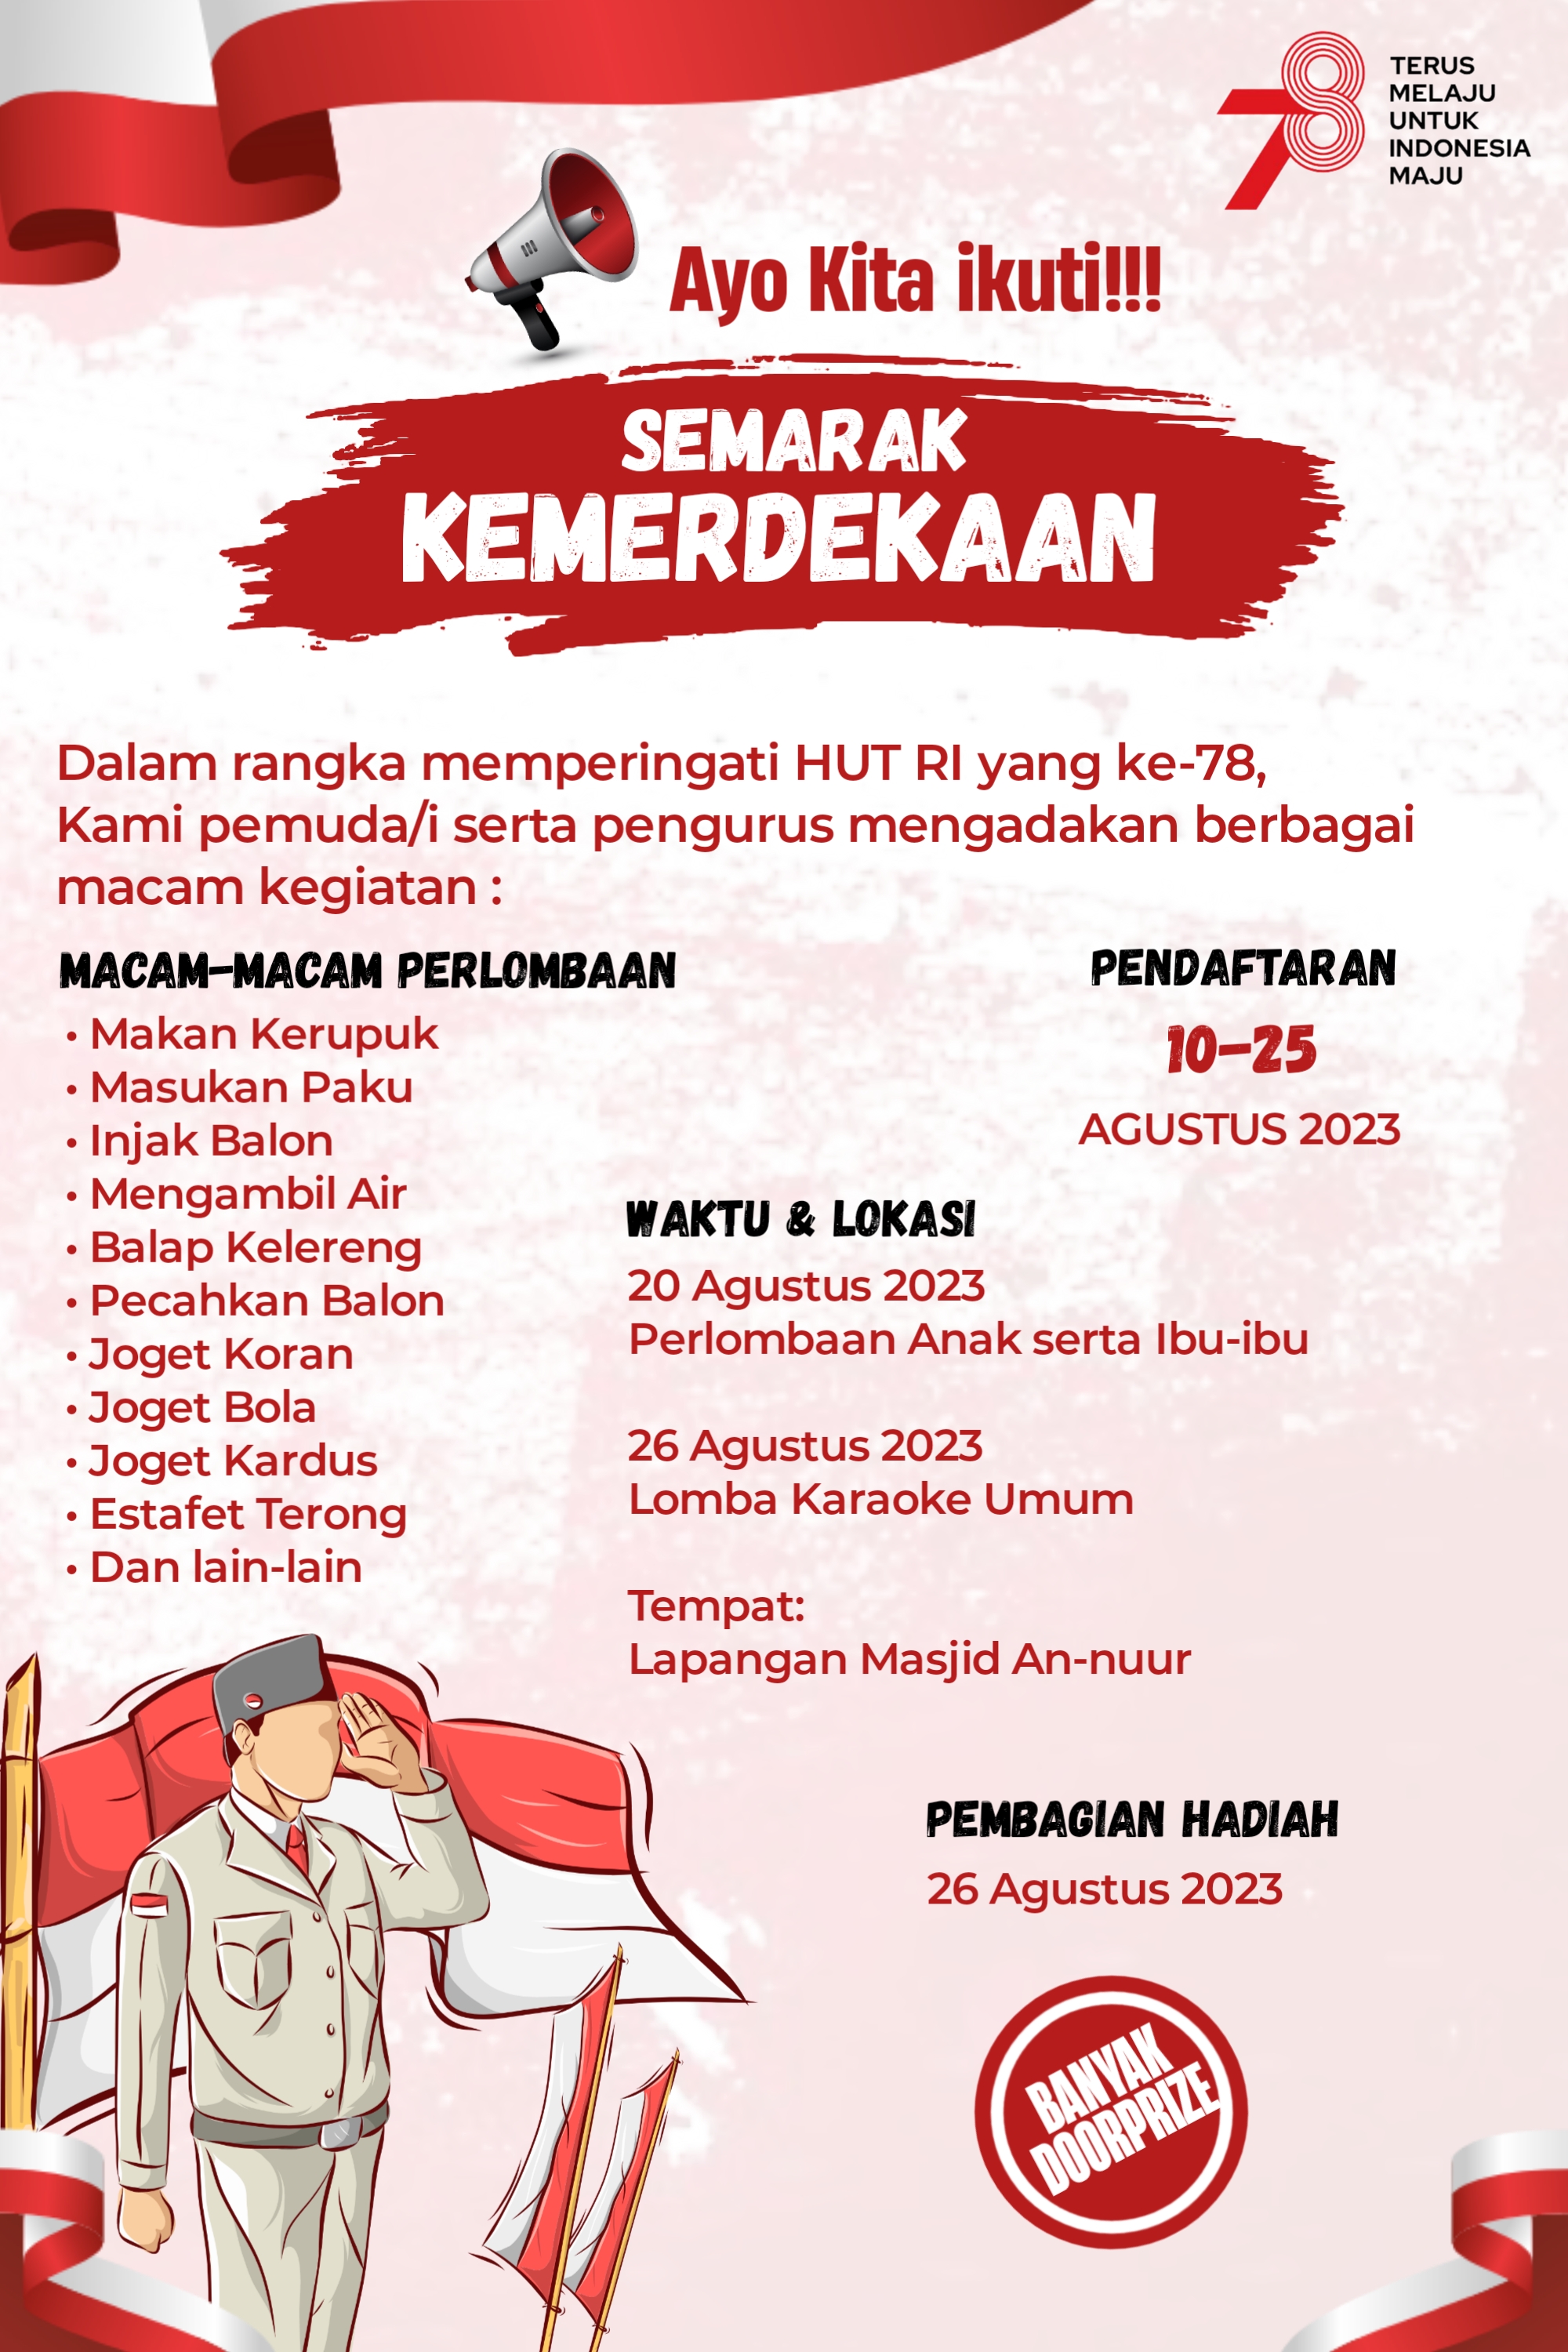 TERUS
MELAJU
UNTUK
INDONESIA
MAJU
78
Ayo Kita ikuti!!!
SEMARAK
KEMERDEKAAN
Dalam rangka memperingati HUT RI yang ke-78,
Kami pemuda/i serta pengurus mengadakan berbagai
macam kegiatan :
MACAM-MACAM PERLOMBAAN
• Makan Kerupuk
• Masukan Paku
• Injak Balon
• Mengambil Air
• Balap Kelereng
• Pecahkan Balon
• Joget Koran
• Joget Bola
• Joget Kardus
• Estafet Terong
• Dan lain-lain
PENDAFTARAN
10-25
AGUSTUS 2023
WAKTU & LOKASI
20 Agustus 2023
Perlombaan Anak serta Ibu-ibu
26 Agustus 2023
Lomba Karaoke Umum
Tempat:
Lapangan Masjid An-nuur
PEMBAGIAN HADIAH
26 Agustus 2023
BANYAK
DOORPRIZE